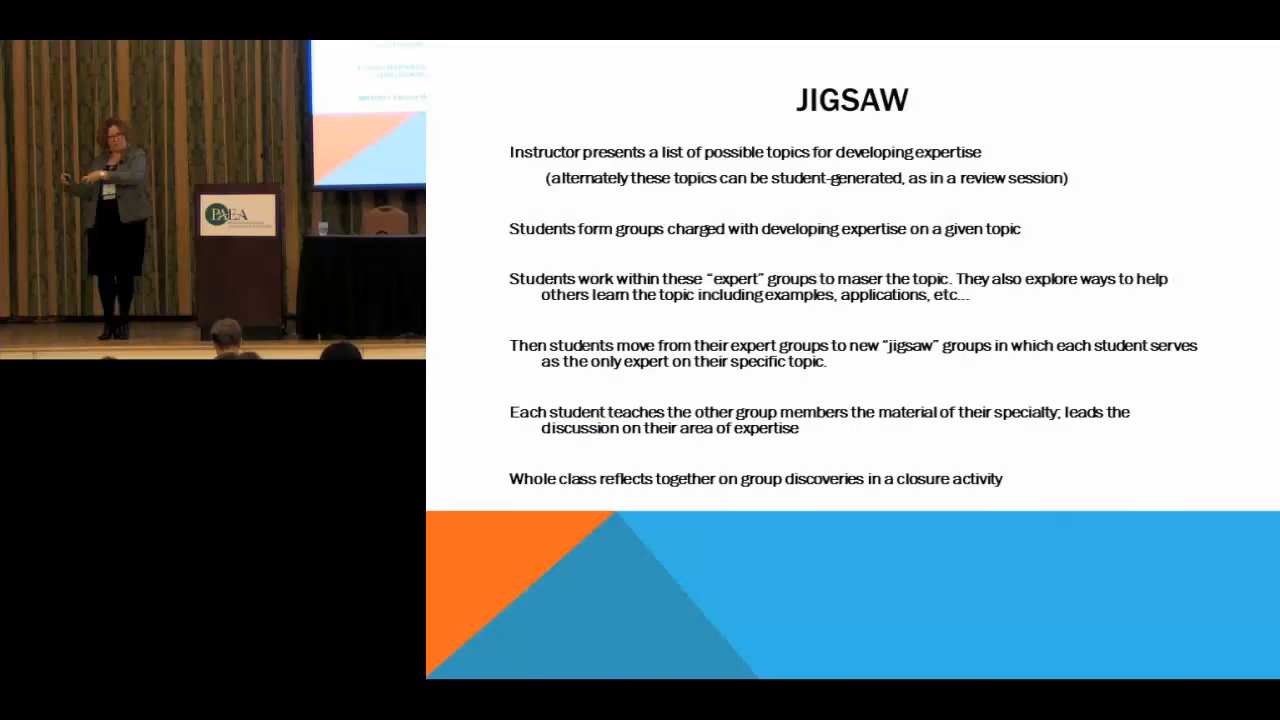 JIGSAW
Instructor presents a list of possible topics for developing expertise
(alternately these topics can be student-generated, as in a review session)
Students form groups charged with developing expertise on a given topic
Students work within these “expert” groups to maser the topic. They also explore ways to help
others learn the topic including examples, applications, etc...
Then students move from their expert groups to new “jigsaw” groups in which each student serves
as the only expert on their specific topic.
Each student teaches the other group members the material of their specialty; leads the
discussion on their area of expertise
Whole class reflects together on group discoveries in a closure activity
PAEA